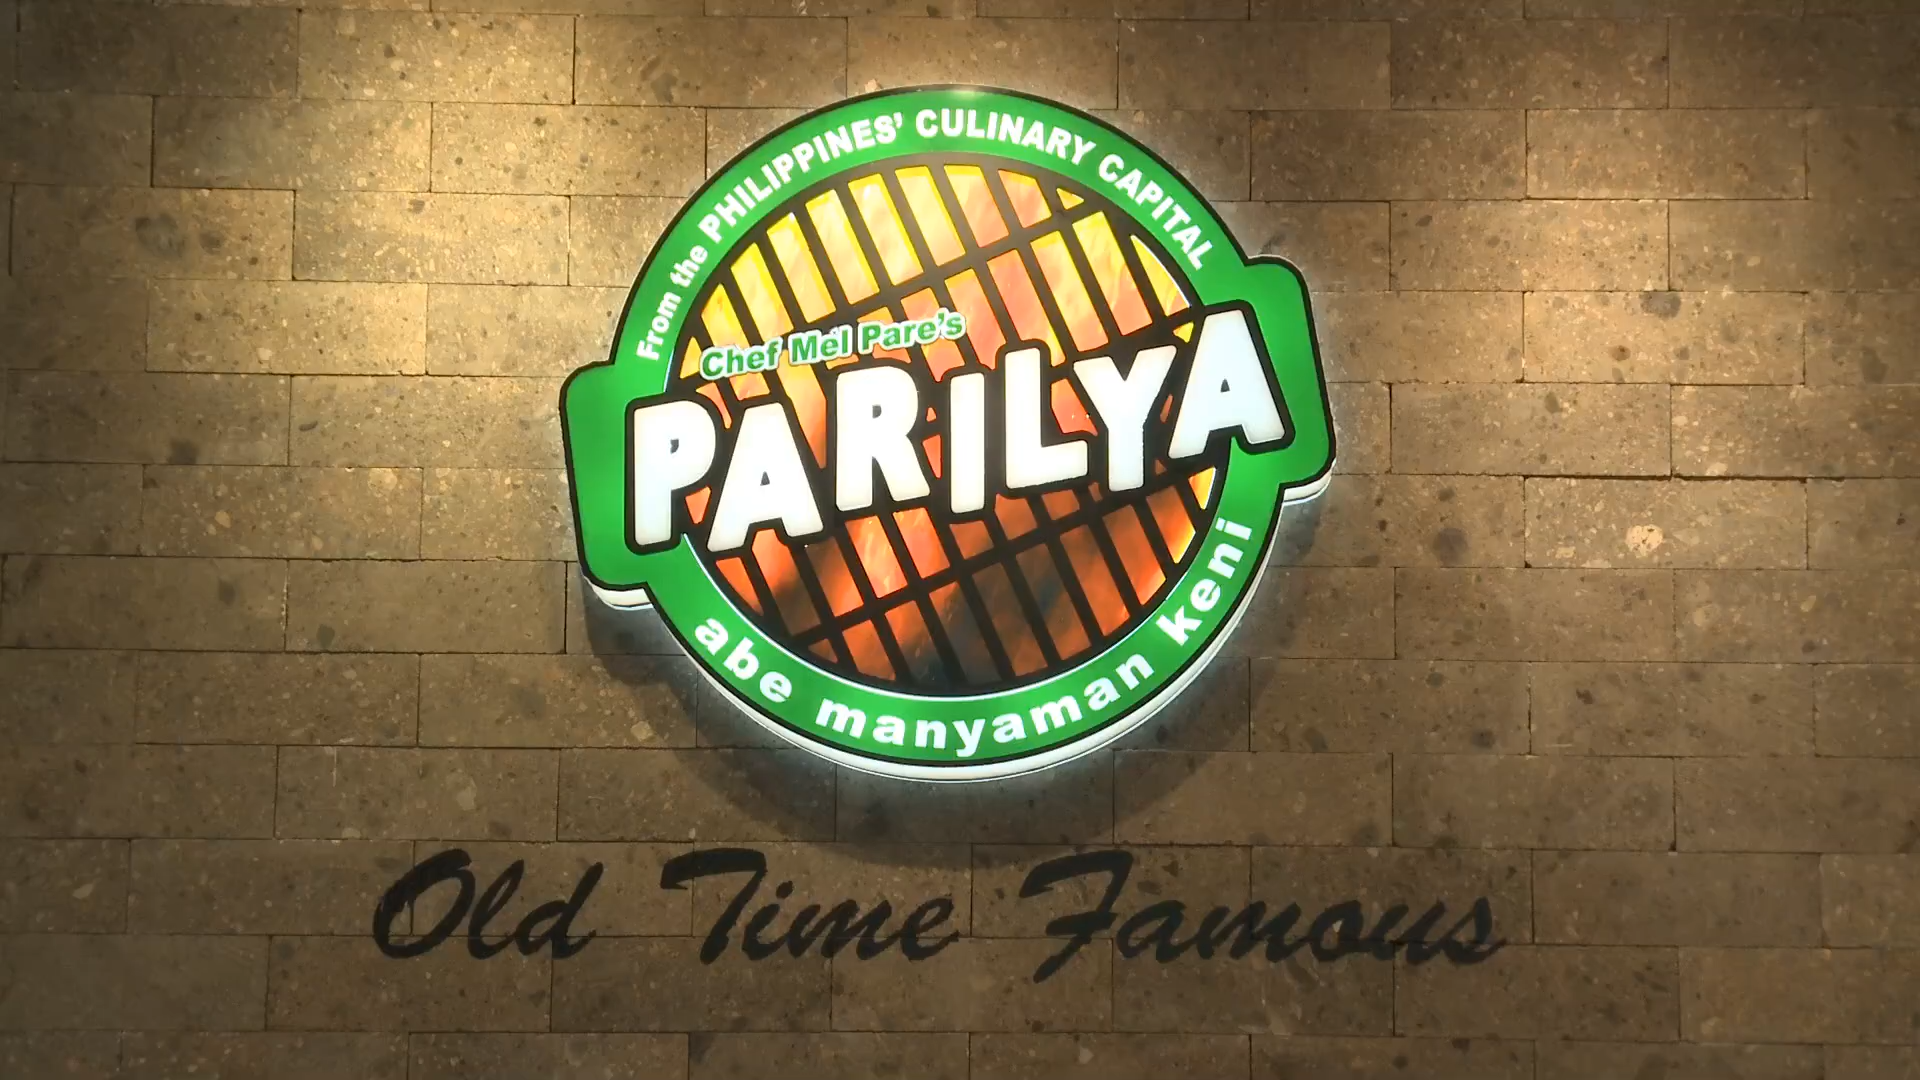 From the PHILIPPINES' CULINARY CAPITAL
Chef Mel Pare's
PARILYA
abe manyaman keni
Old Time Famous